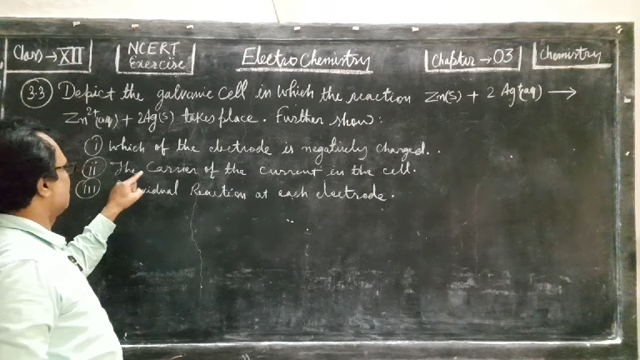 Class → XII NCERT Exercise ElectroChemistry Chapter → 03 Chemistry
3.3 Depict the galvanic cell in which the reaction Zn(s) + 2 Ag⁺(aq) →
Zn²⁺(aq) + 2Ag(s) takes place. Further show:
(i) Which of the electrode is negatively charged.
(ii) The Carrier of the current in the cell.
(iii) Reaction at each electrode.